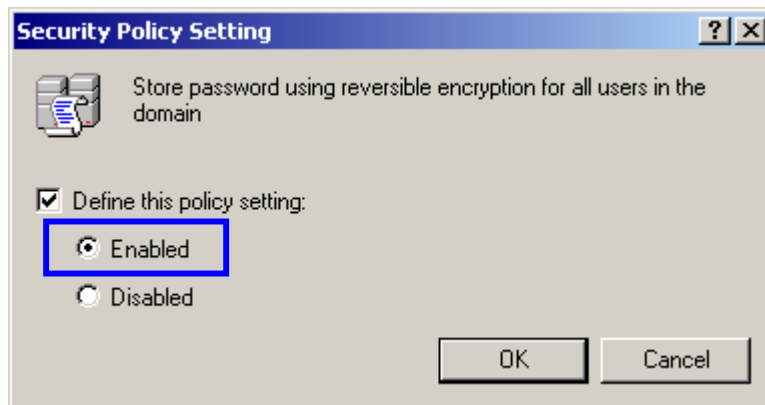 Security Policy Setting
Store password using reversible encryption for all users in the
domain
Define this policy setting:
Enabled
Disabled
OK Cancel